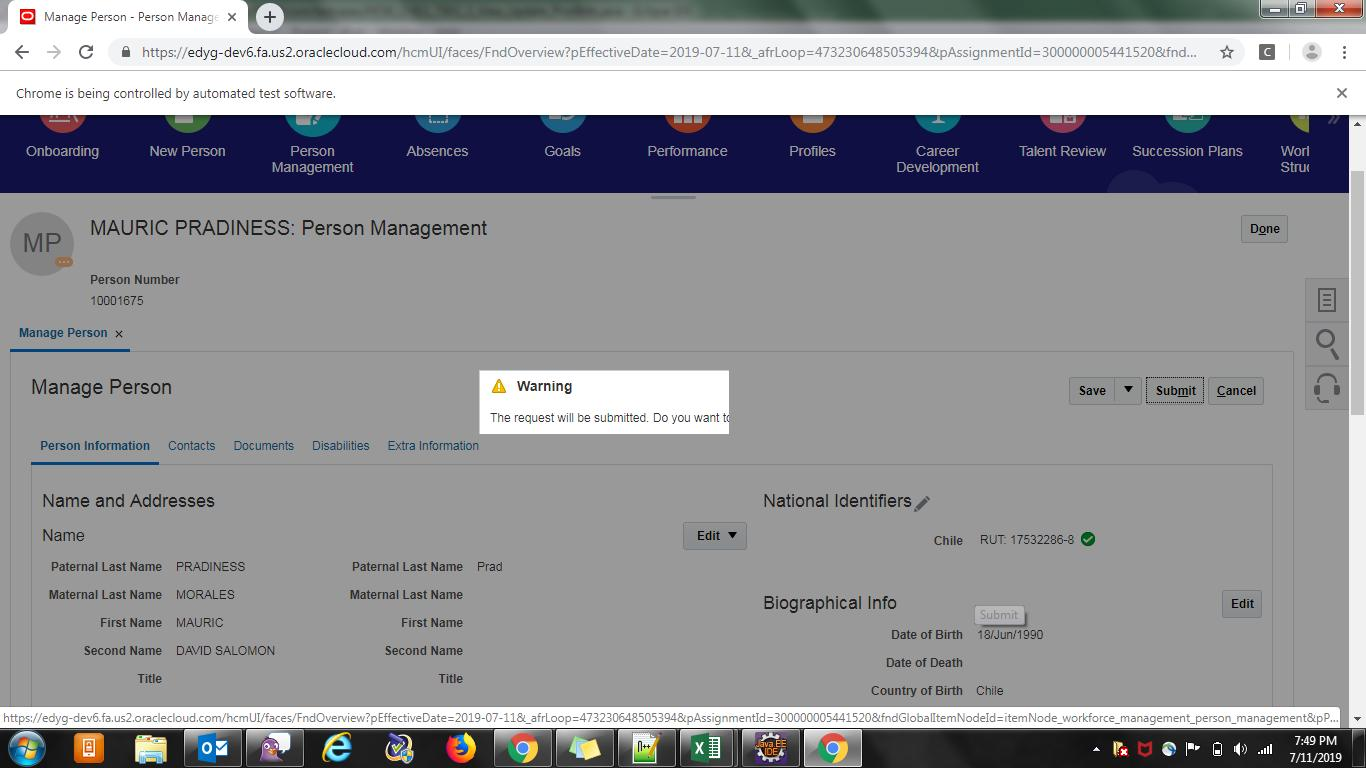 Manage Person - Person Manage
https://edyg-dev6.fa.us2.oraclecloud.com/hcmUI/faces/FndOverview?pEffectiveDate=2019-07-11&_afrLoop=473230648505394&pAssignmentId=300000005441520&fnd...
C
Chrome is being controlled by automated test software.
Onboarding New Person Person Management Absences Goals Performance Profiles Career Development Talent Review Succession Plans
MP
MAURIC PRADINESS: Person Management
Done
Person Number
10001675
Manage Person
Manage Person
Save Submit Cancel
Warning
The request will be submitted. Do you want
Person Information Contacts Documents Disabilities Extra Information
Name and Addresses
National Identifiers
Name
Edit
Chile RUT: 17532286-8
Paternal Last Name PRADINESS Paternal Last Name Prad
Maternal Last Name MORALES Maternal Last Name
Biographical Info
Edit
Submit
First Name MAURIC First Name
Date of Birth 18/Jun/1990
Second Name DAVID SALOMON Second Name
Date of Death
Title Title
Country of Birth Chile
https://edyg-dev6.fa.us2.oraclecloud.com/hcmUI/faces/FndOverview?pEffectiveDate=2019-07-11&_afrLoop=473230648505394&pAssignmentId=300000005441520&fndGlobalItemNodeId=itemNode_workforce_management_person_management&pP...
Java EE
IDE
7:49 PM
7/11/2019